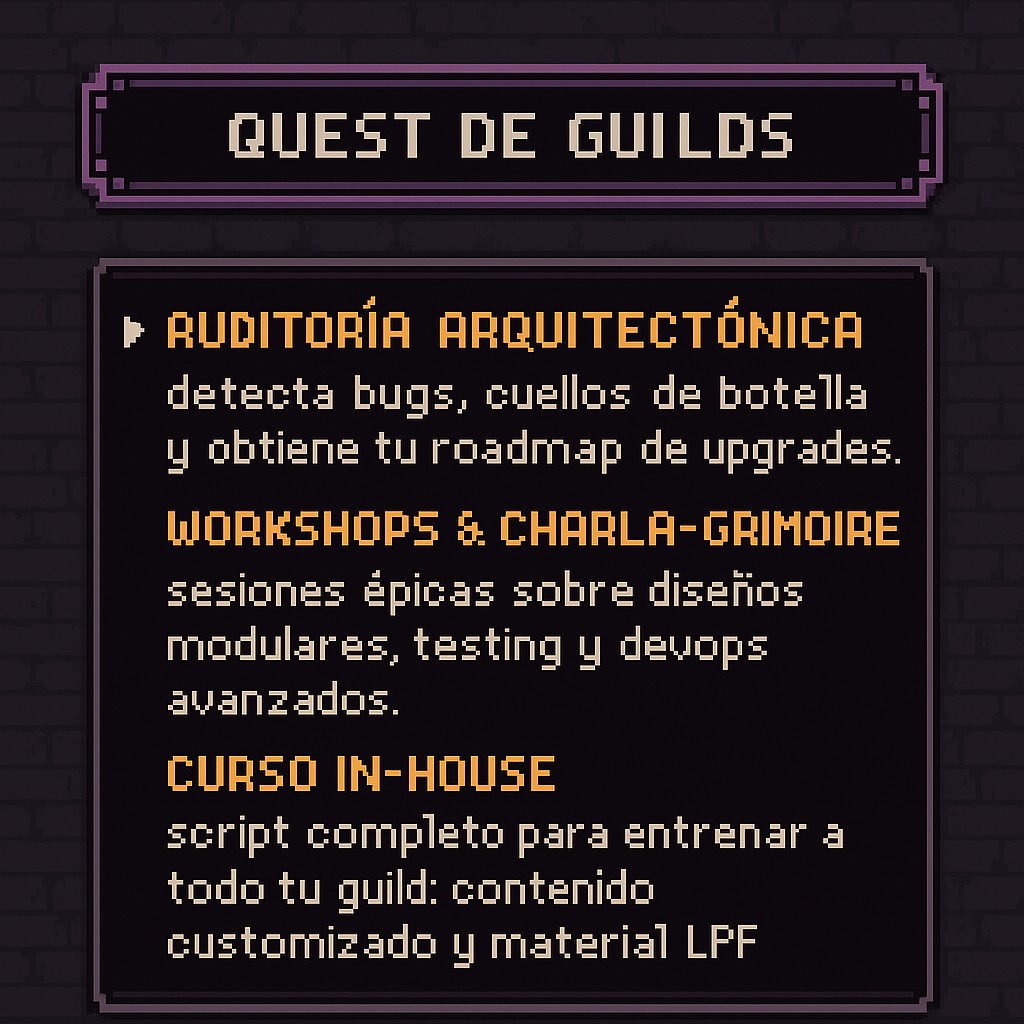 QUEST DE GUILDS
RUDITORÍA ARQUITECTÓNICA
detecta bugs, cuellos de botella
y obtiene tu roadmap de upgrades.
WORKSHOPS & CHARLA-GRIMOIRE
sesiones épicas sobre diseños
modulares, testing y devops
avanzados.
CURSO IN-HOUSE
script completo para entrenar a
todo tu guild: contenido
customizado y material LPF